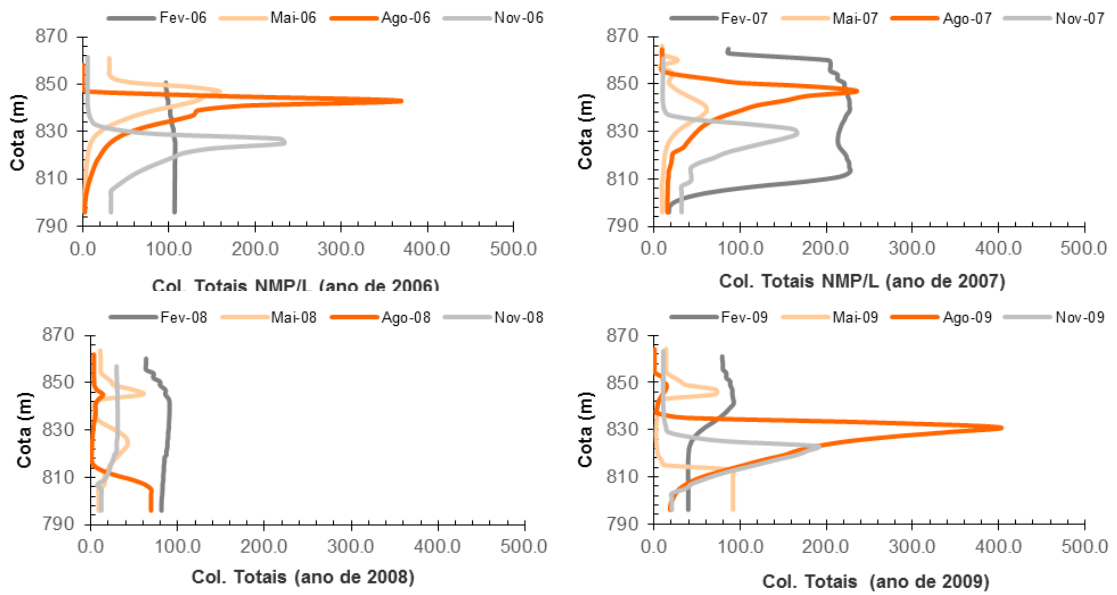 Fev-06 Mai-06 Ago-06 Nov-06
870
850
830
810
790
Cota (m)
0.0 100.0 200.0 300.0 400.0 500.0
Col. Totais NMP/L (ano de 2006)
Fev-07 Mai-07 Ago-07 Nov-07
870
850
830
810
790
Cota (m)
0.0 100.0 200.0 300.0 400.0 500.0
Col. Totais NMP/L (ano de 2007)
Fev-08 Mai-08 Ago-08 Nov-08
870
850
830
810
790
Cota (m)
0.0 100.0 200.0 300.0 400.0 500.0
Col. Totais (ano de 2008)
Fev-09 Mai-09 Ago-09 Nov-09
870
850
830
810
790
Cota (m)
0.0 100.0 200.0 300.0 400.0 500.0
Col. Totais (ano de 2009)